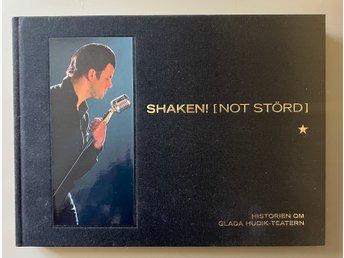 SHAKEN! [NOT STÖRD]
HISTORIEN OM
GLADA HUDIK-TEATERN